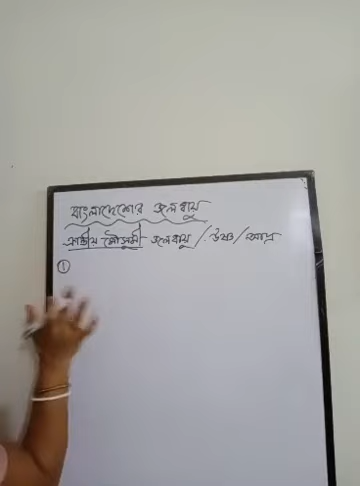 বাংলাদেশের জলবায়ু
ক্রান্তীয় মৌসুমী জলবায়ু / উষ্ণ / আর্দ্র
①